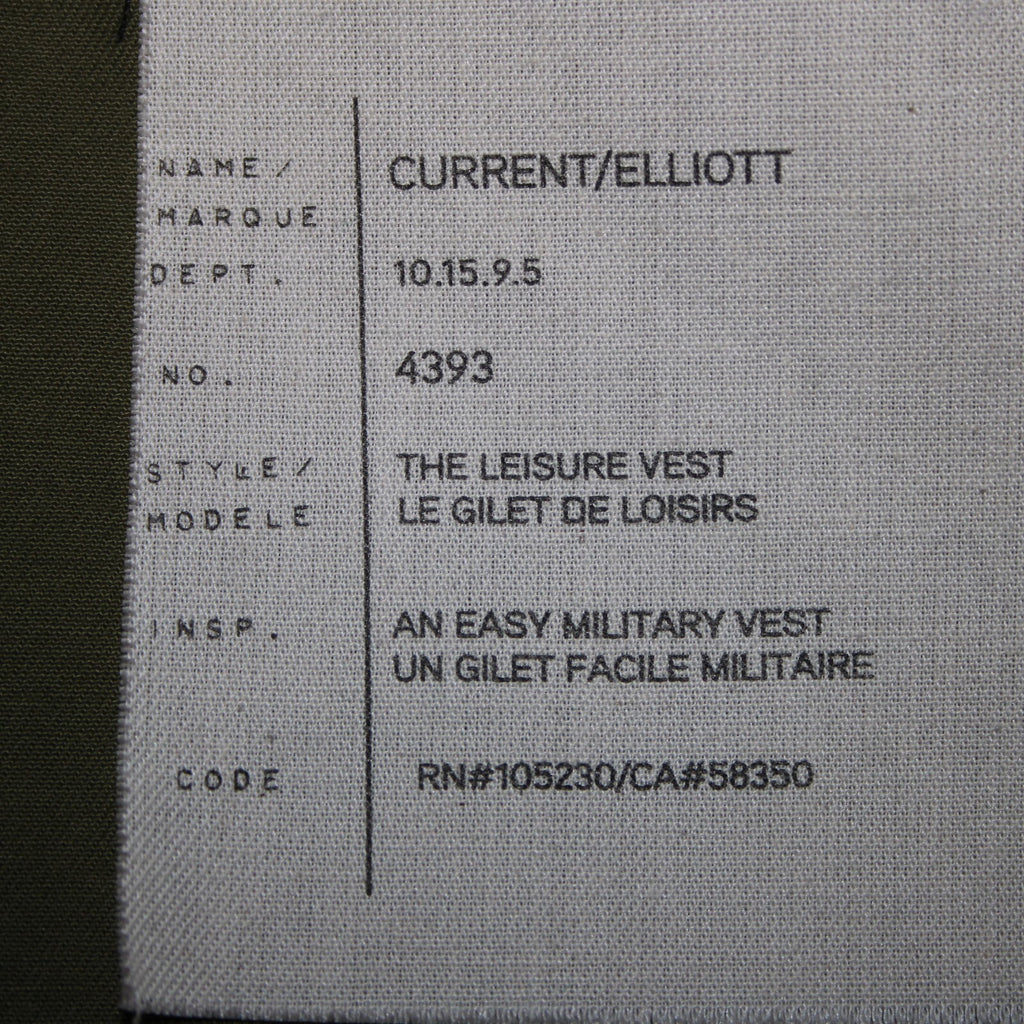 NAME/ CURRENT/ELLIOTT
MARQUE
DEPT. 10.15.9.5
NO. 4393
STYLE/ THE LEISURE VEST
MODELE LE GILET DE LOISIRS
INSP. AN EASY MILITARY VEST
UN GILET FACILE MILITAIRE
CODE RN#105230/CA#58350